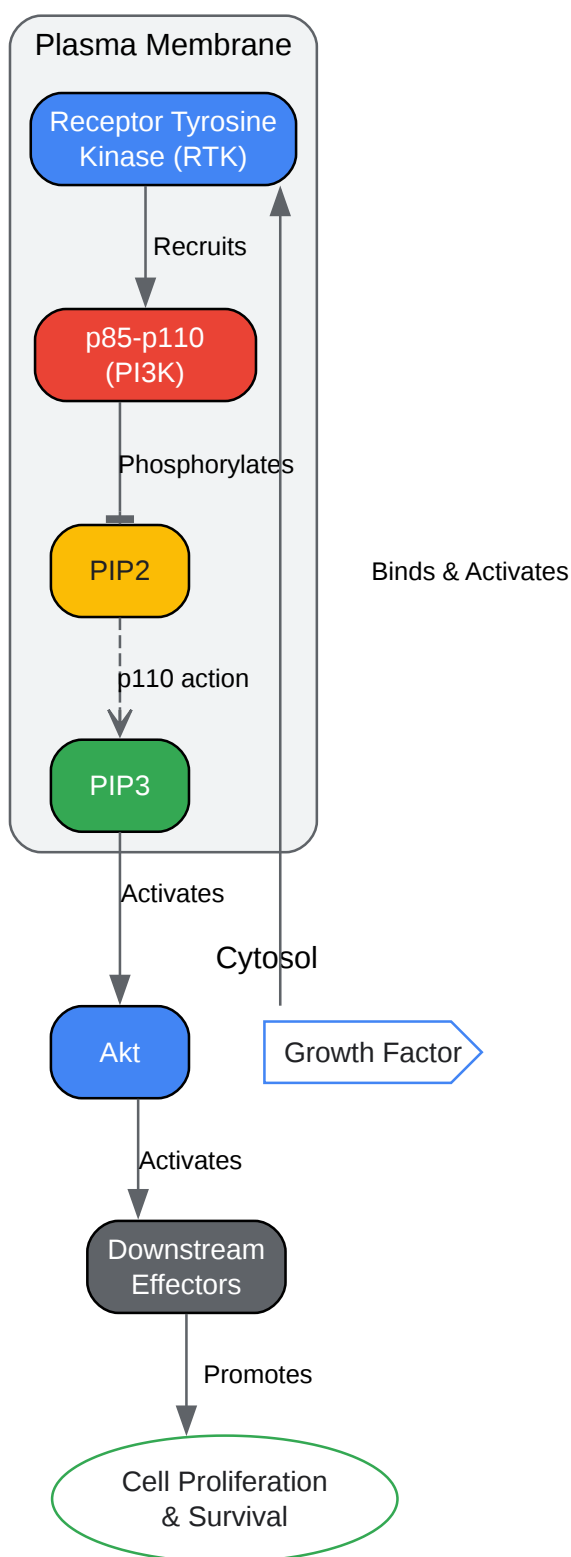 Plasma Membrane
Receptor Tyrosine
Kinase (RTK)
Recruits
p85-p110
(PI3K)
Phosphorylates
PIP2
Binds & Activates
p110 action
PIP3
Activates
Cytosol
Akt
Growth Factor
Activates
Downstream
Effectors
Promotes
Cell Proliferation
& Survival